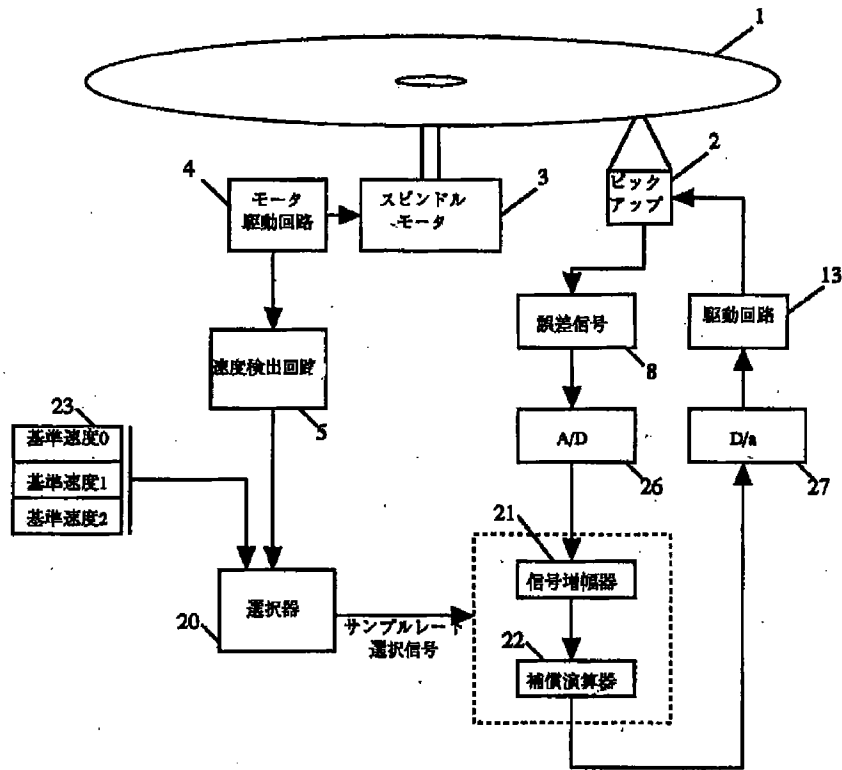 1
4
モータ
駆動回路
スピンドル
モータ
3
ピック
アップ
2
速度検出回路
5
誤差信号
8
駆動回路
13
23
基準速度0
基準速度1
基準速度2
A/D
26
D/a
27
選択器
20
サンプルレート
選択信号
21
信号増幅器
22
補償演算器